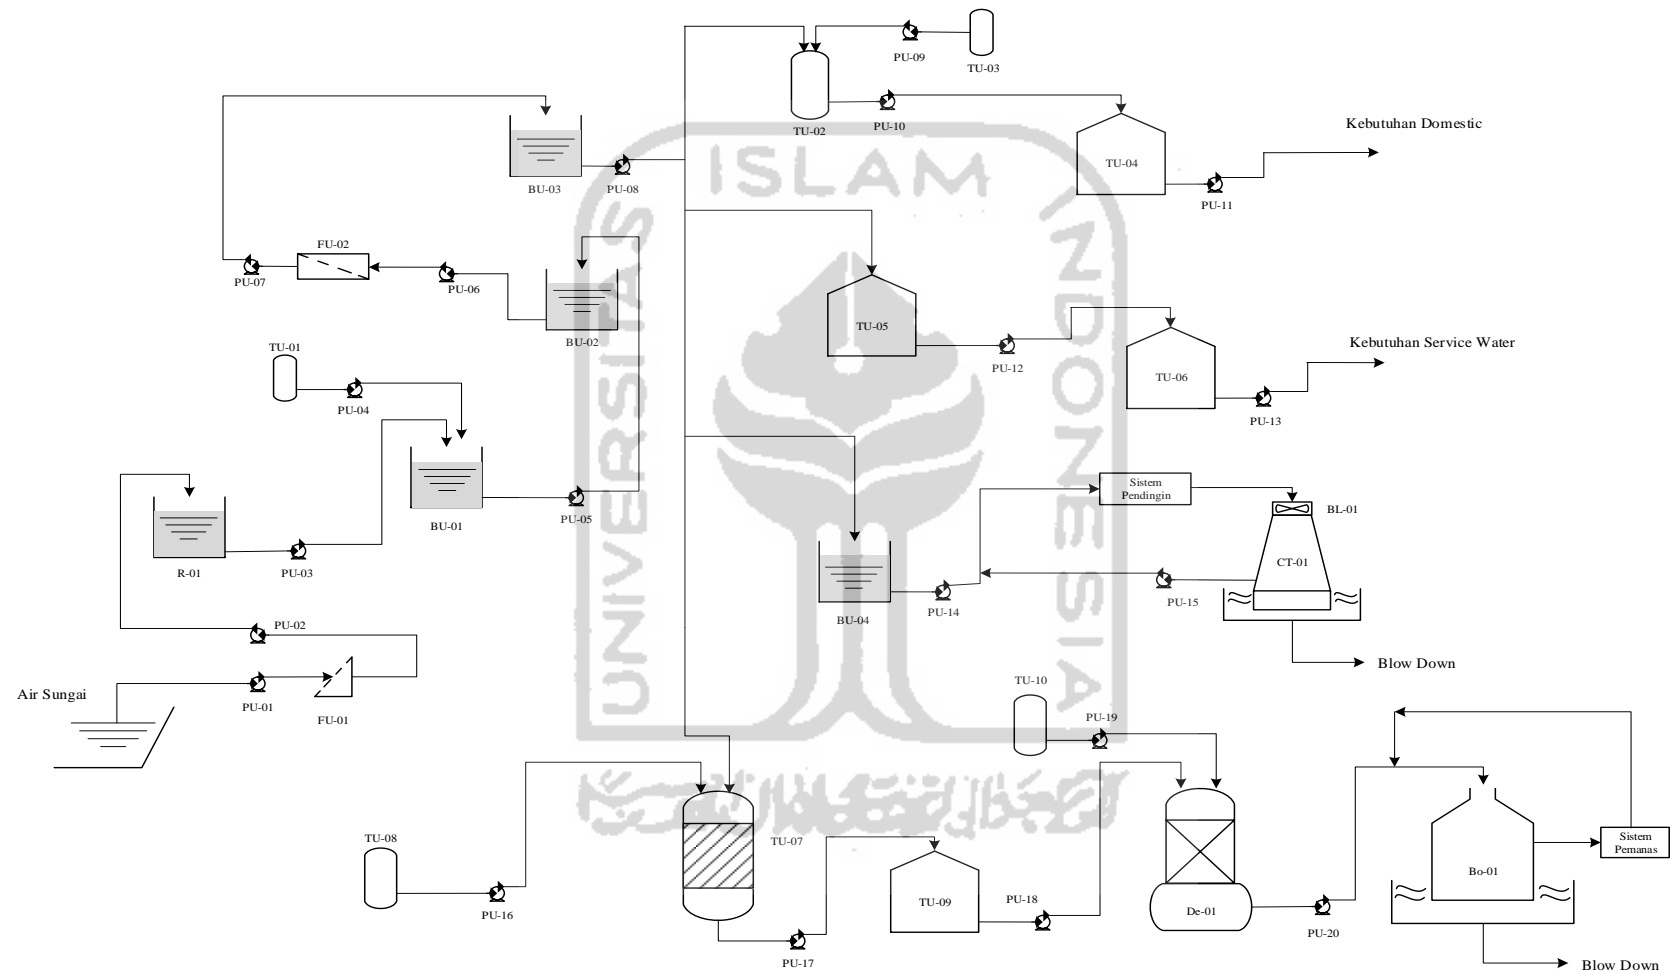 PU-09
TU-03
TU-02
PU-10
Kebutuhan Domestic
TU-04
PU-11
BU-03
PU-08
ISLAM
UNIVERSITAS
INDONESIA
FU-02
PU-07
PU-06
BU-02
TU-05
PU-12
Kebutuhan Service Water
TU-06
PU-13
TU-01
PU-04
BU-01
PU-05
R-01
PU-03
Sistem
Pendingin
BL-01
CT-01
PU-15
BU-04
PU-14
Blow Down
PU-02
Air Sungai
PU-01
FU-01
TU-10
PU-19
TU-08
PU-16
TU-07
PU-17
TU-09
PU-18
De-01
PU-20
Bo-01
Sistem
Pemanas
Blow Down